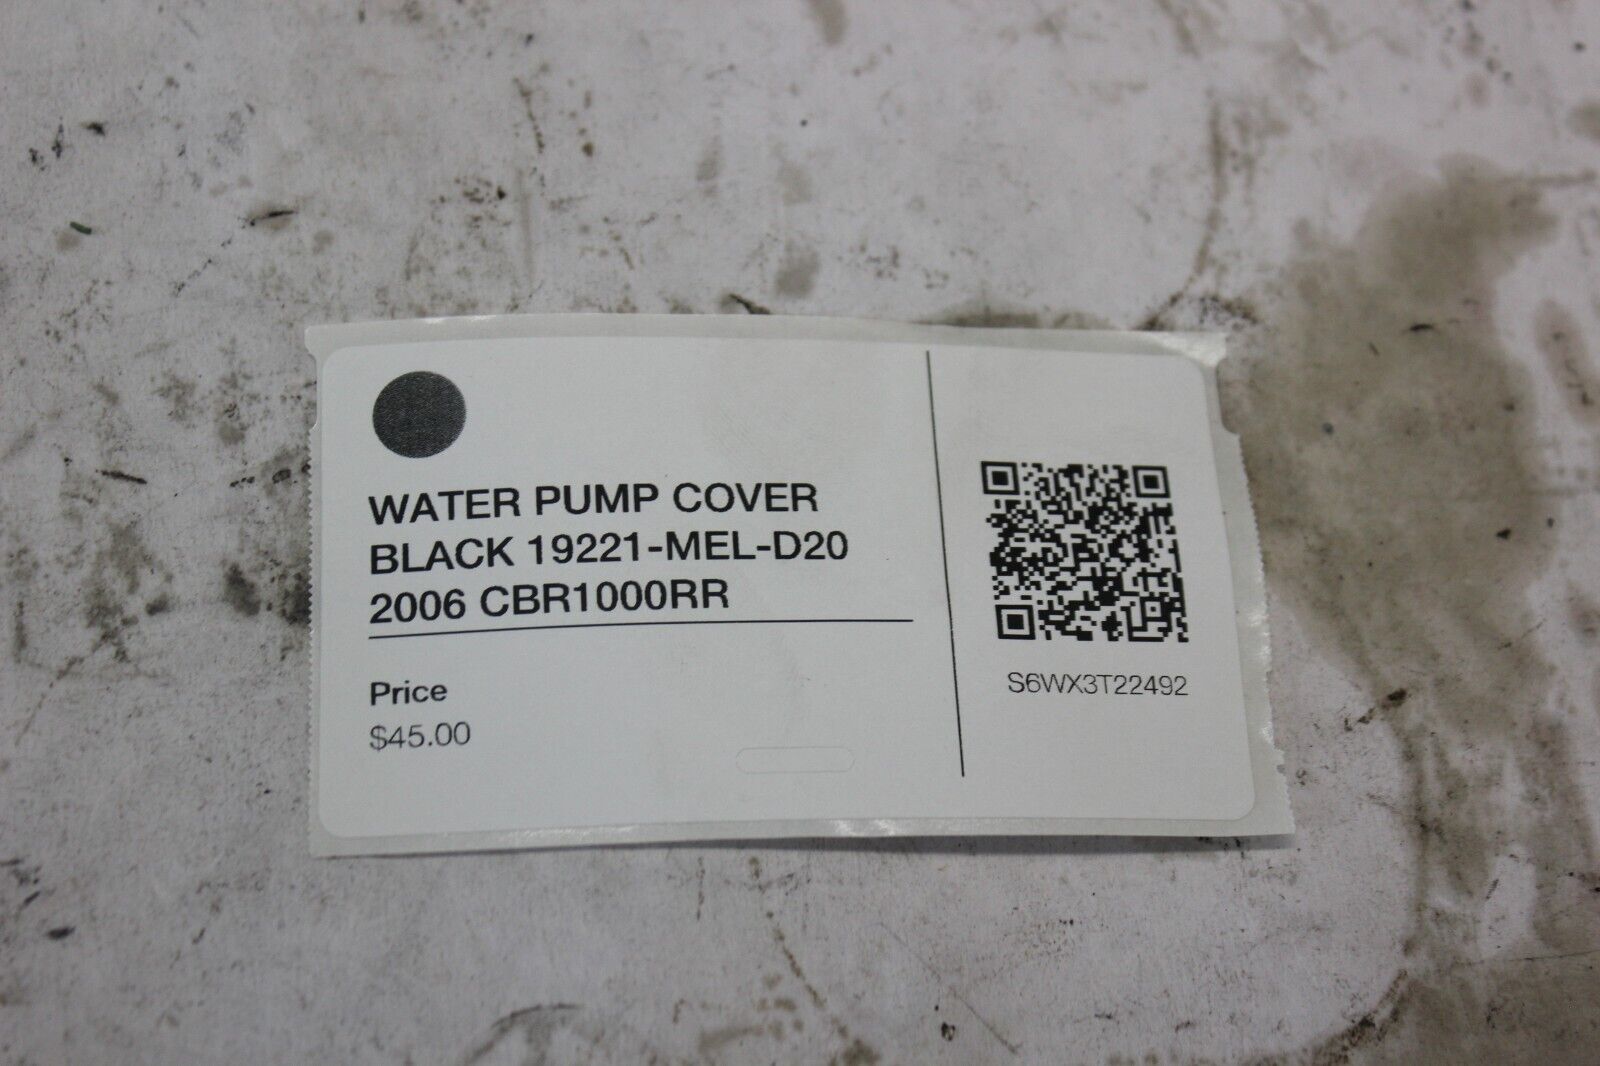 WATER PUMP COVER
BLACK 19221-MEL-D20
2006 CBR1000RR
Price
$45.00
S6WX3T22492